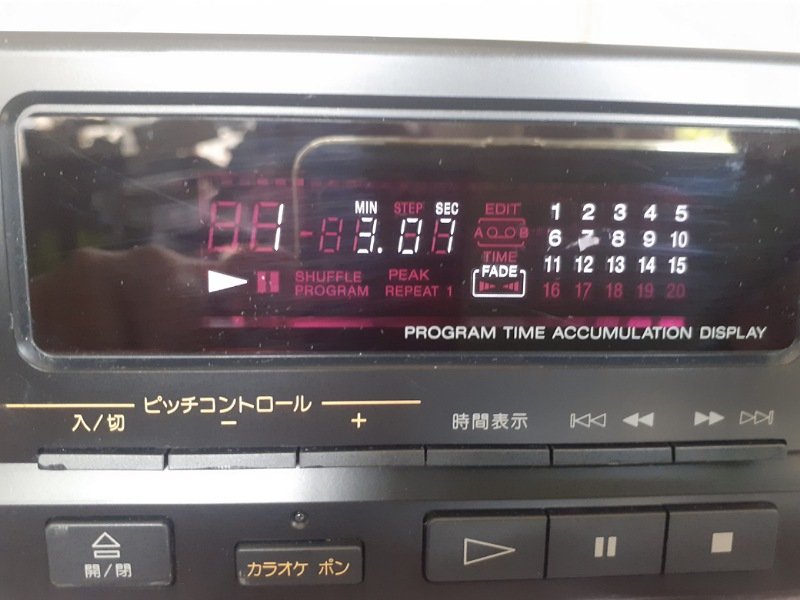 MIN STEP SEC
1 3.07
SHUFFLE PEAK
PROGRAM REPEAT 1
EDIT
A B
TIME
FADE
1 2 3 4 5
6 7 8 9 10
11 12 13 14 15
16 17 18 19 20
PROGRAM TIME ACCUMULATION DISPLAY
ピッチコントロール
入/切 − + 時間表示
開/閉
カラオケ ポン